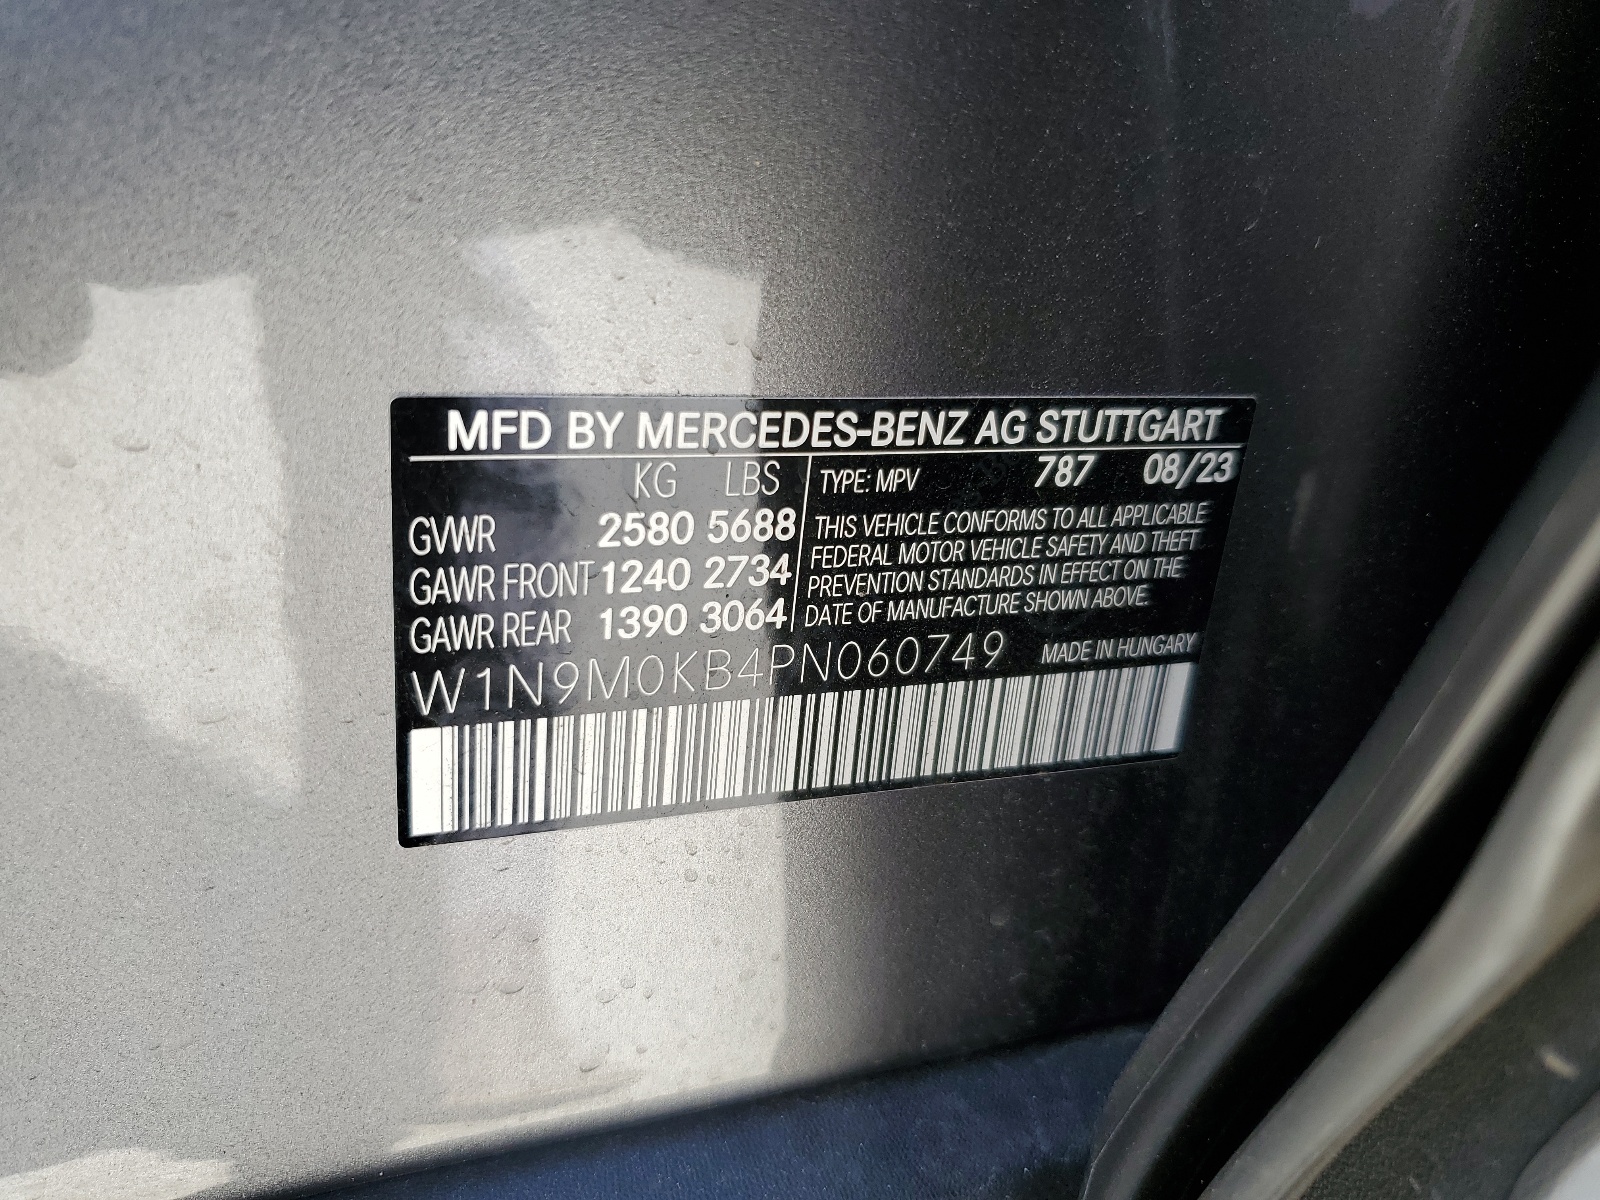 MFD BY MERCEDES-BENZ AG STUTTGART
KG LBS
GVWR 2580 5688
GAWR FRONT 1240 2734
GAWR REAR 1390 3064
TYPE: MPV 787 08/23
THIS VEHICLE CONFORMS TO ALL APPLICABLE
FEDERAL MOTOR VEHICLE SAFETY AND THEFT
PREVENTION STANDARDS IN EFFECT ON THE
DATE OF MANUFACTURE SHOWN ABOVE.
W1N9M0KB4PN060749 MADE IN HUNGARY